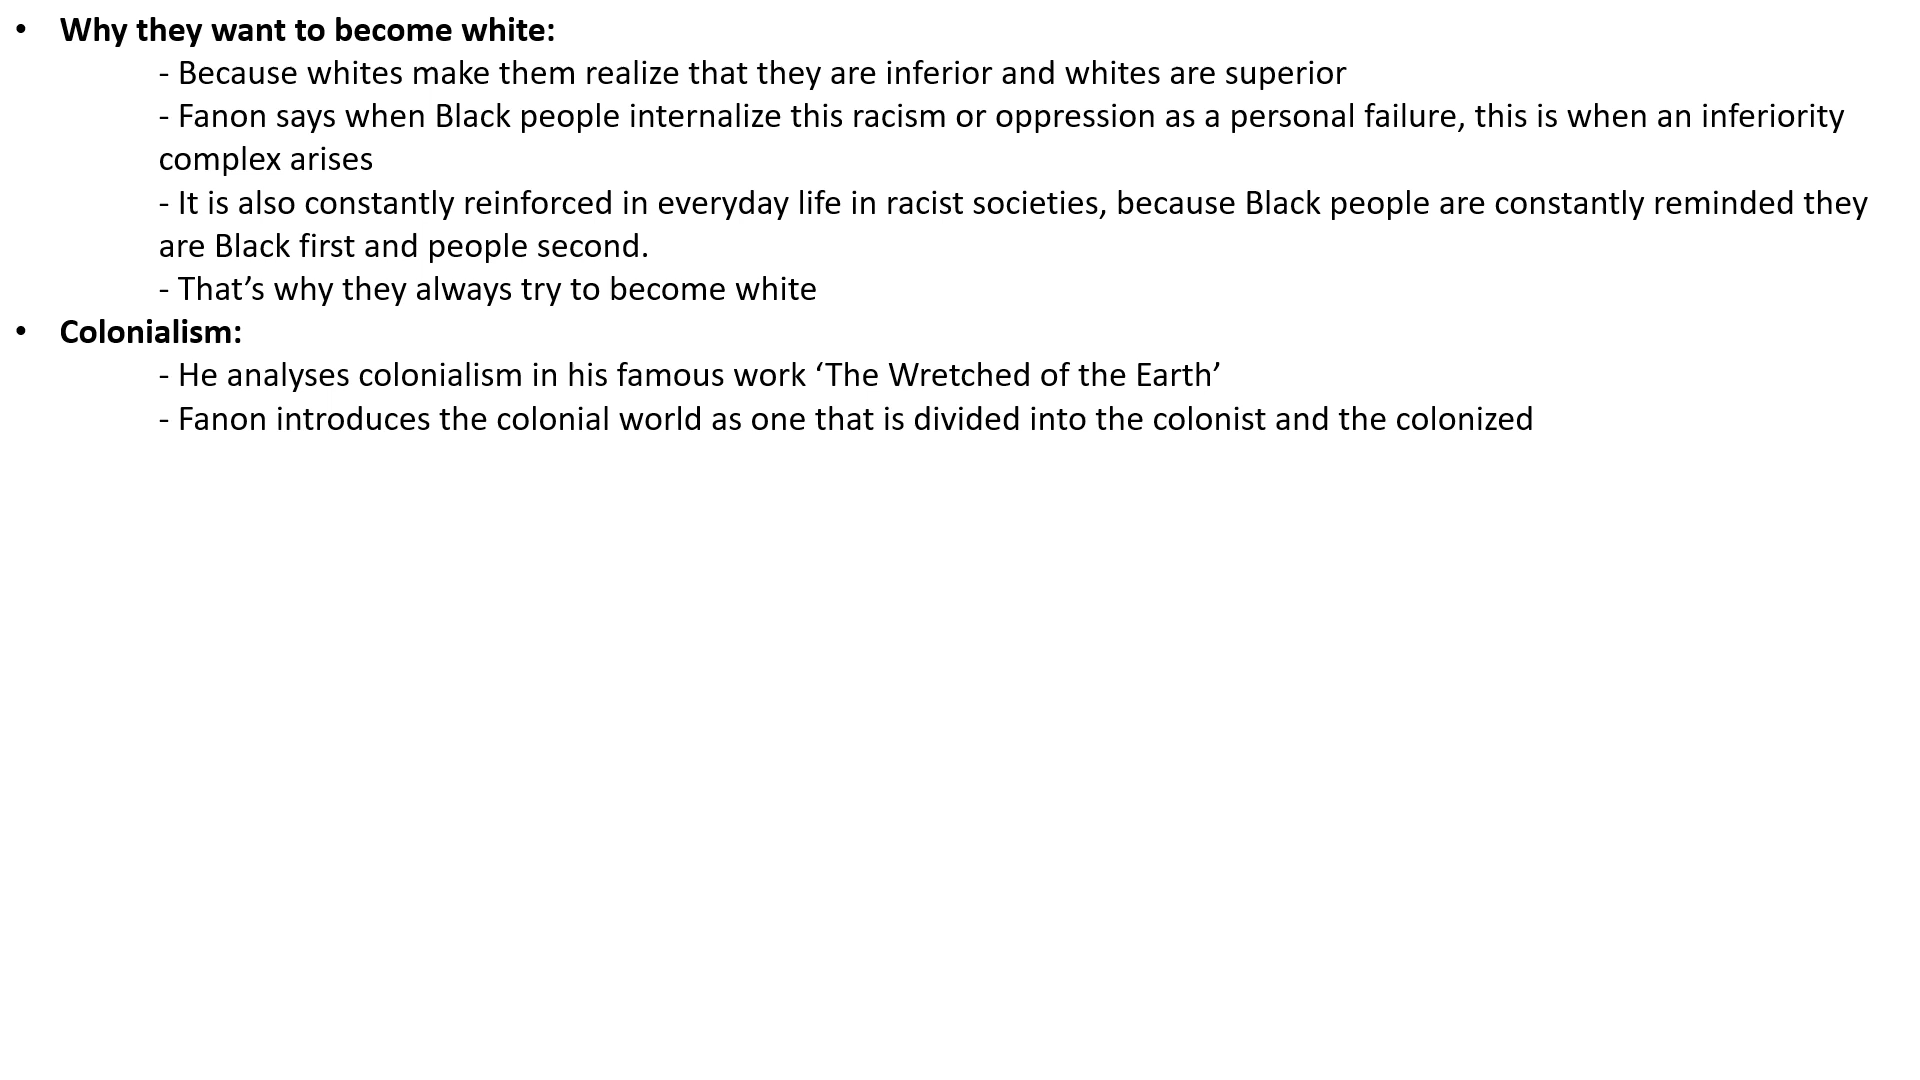 • Why they want to become white:
- Because whites make them realize that they are inferior and whites are superior
- Fanon says when Black people internalize this racism or oppression as a personal failure, this is when an inferiority
complex arises
- It is also constantly reinforced in everyday life in racist societies, because Black people are constantly reminded they
are Black first and people second.
- That’s why they always try to become white
• Colonialism:
- He analyses colonialism in his famous work ‘The Wretched of the Earth’
- Fanon introduces the colonial world as one that is divided into the colonist and the colonized